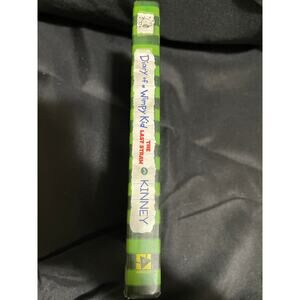 Diary of a Wimpy Kid
THE
LAST STRAW
KINNEY